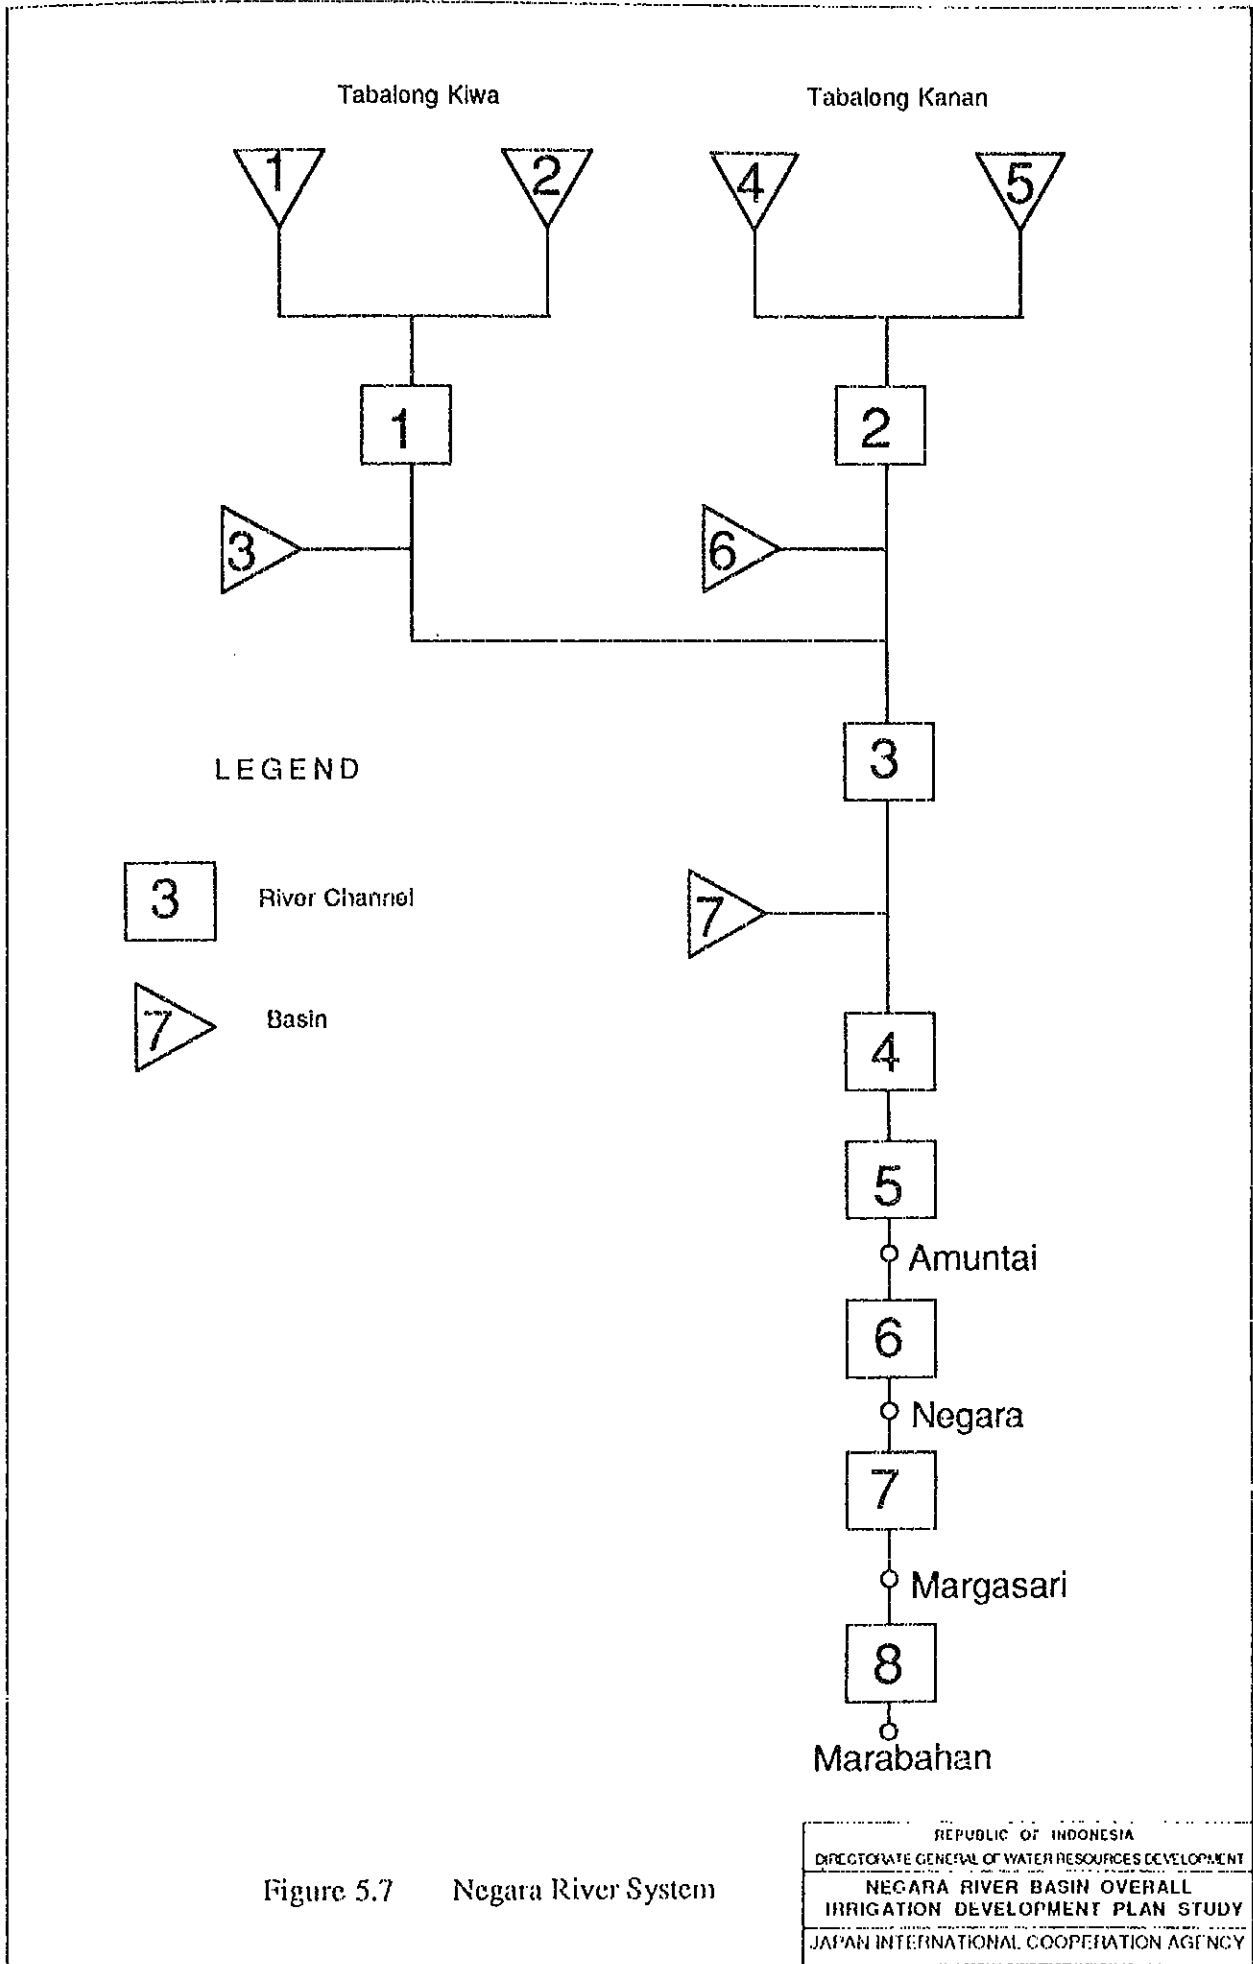 Tabalong Kiwa
Tabalong Kanan
1
2
4
5
1
2
3
6
3
LEGEND
3
River Channel
7
7
Basin
4
5
Amuntai
6
Negara
7
Margasari
8
Marabahan
Figure 5.7 Negara River System
REPUBLIC OF INDONESIA
DIRECTORATE GENERAL OF WATER RESOURCES DEVELOPMENT
NEGARA RIVER BASIN OVERALL
IRRIGATION DEVELOPMENT PLAN STUDY
JAPAN INTERNATIONAL COOPERATION AGENCY